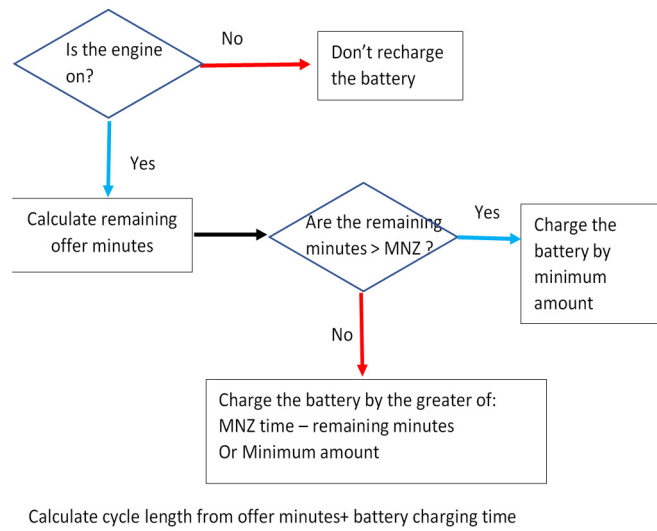 Is the engine
on?
No
Don't recharge
the battery
Yes
Calculate remaining
offer minutes
Are the remaining
minutes > MNZ ?
Yes
Charge the
battery by
minimum
amount
No
Charge the battery by the greater of:
MNZ time – remaining minutes
Or Minimum amount
Calculate cycle length from offer minutes+ battery charging time